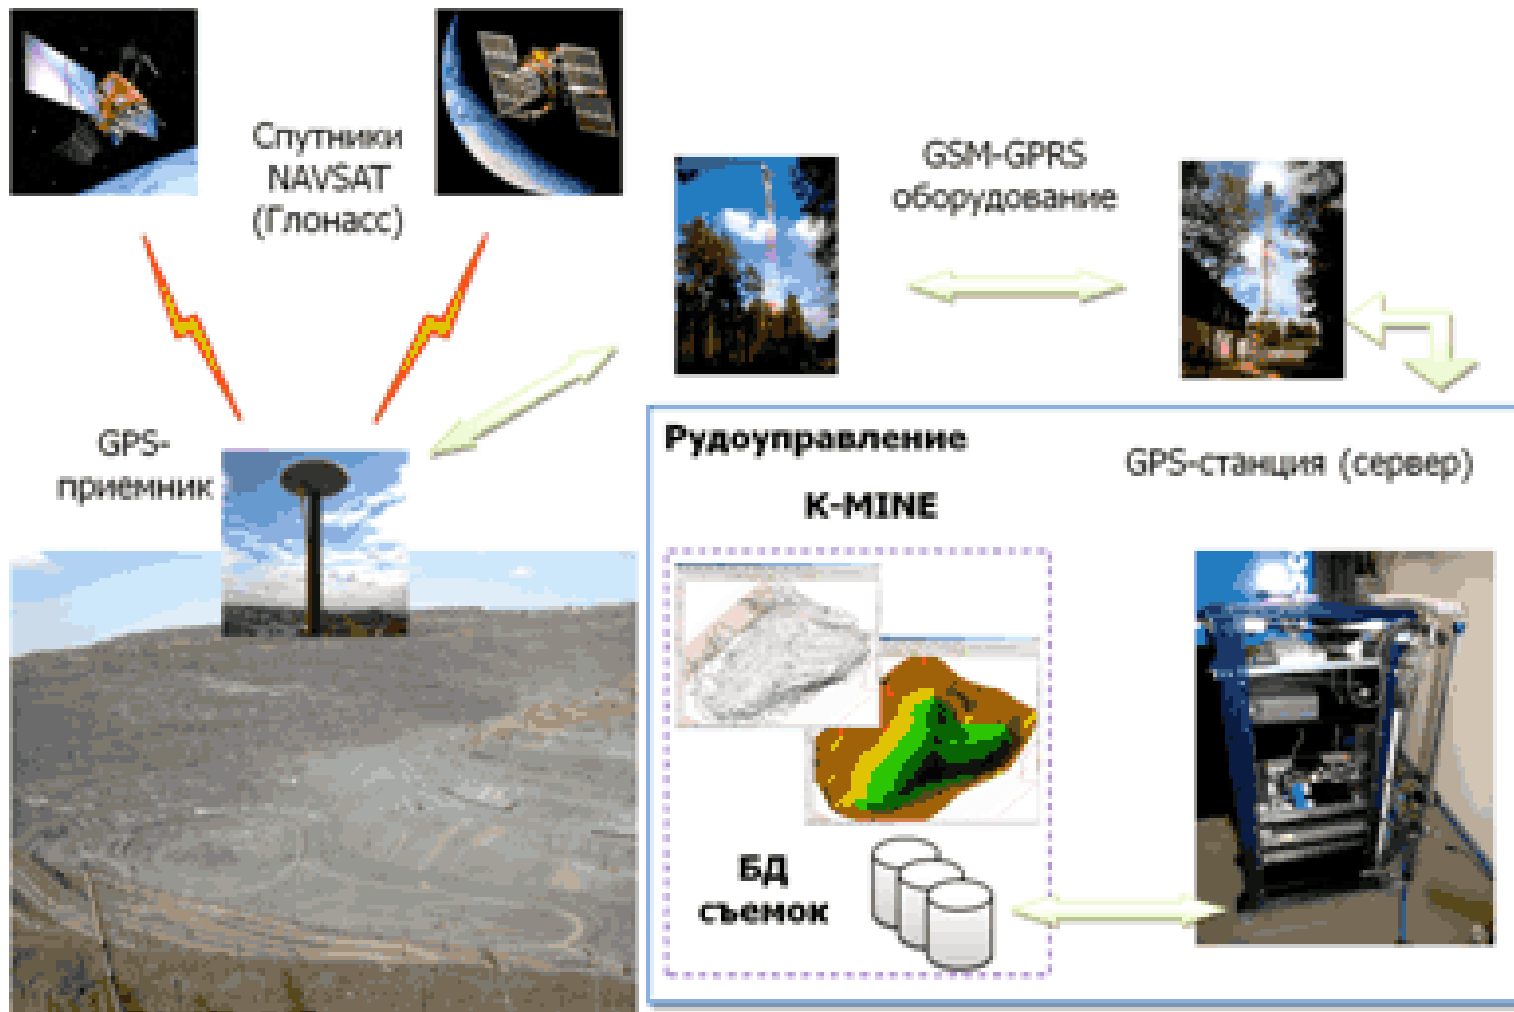 Спутники
NAVSAT
(Глонасс)
GSM-GPRS
оборудование
GPS-
приемник
Рудоуправление
K-MINE
GPS-станция (сервер)
БД
съемок